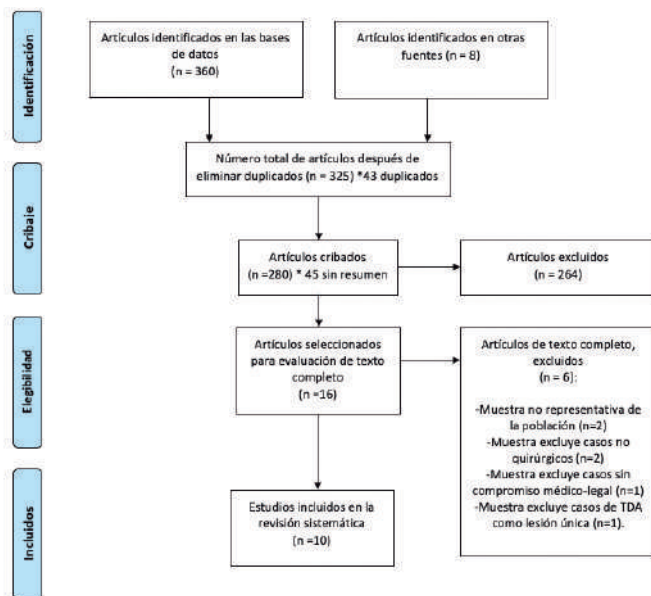 Identificación
Artículos identificados en las bases
de datos
(n = 360)
Artículos identificados en otras
fuentes (n = 8)
Cribaje
Número total de artículos después de
eliminar duplicados (n = 325) *43 duplicados
Artículos cribados
(n =280) * 45 sin resumen
Artículos excluidos
(n = 264)
Elegibilidad
Artículos seleccionados
para evaluación de texto
completo
(n =16)
Artículos de texto completo,
excluidos
(n = 6):
-Muestra no representativa de
la población (n=2)
-Muestra excluye casos no
quirúrgicos (n=2)
-Muestra excluye casos sin
compromiso médico-legal (n=1)
-Muestra excluye casos de TDA
como lesión única (n=1).
Incluidos
Estudios incluidos en la
revisión sistemática
(n =10)